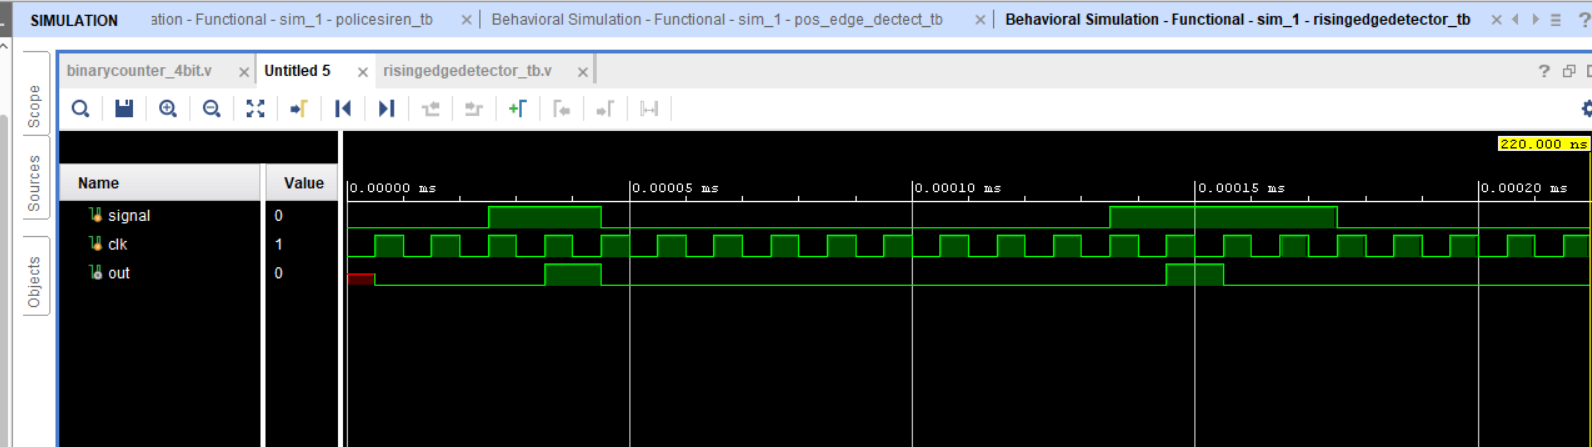 SIMULATION ation - Functional - sim_1 - policesiren_tb × Behavioral Simulation - Functional - sim_1 - pos_edge_dectect_tb × Behavioral Simulation - Functional - sim_1 - risingedgedetector_tb × ?
binarycounter_4bit.v × Untitled 5 × risingedgedetector_tb.v × ?
Scope
Sources
Objects
220.000 ns
Name Value
0.00000 ms 0.00005 ms 0.00010 ms 0.00015 ms 0.00020 ms
signal 0
clk 1
out 0